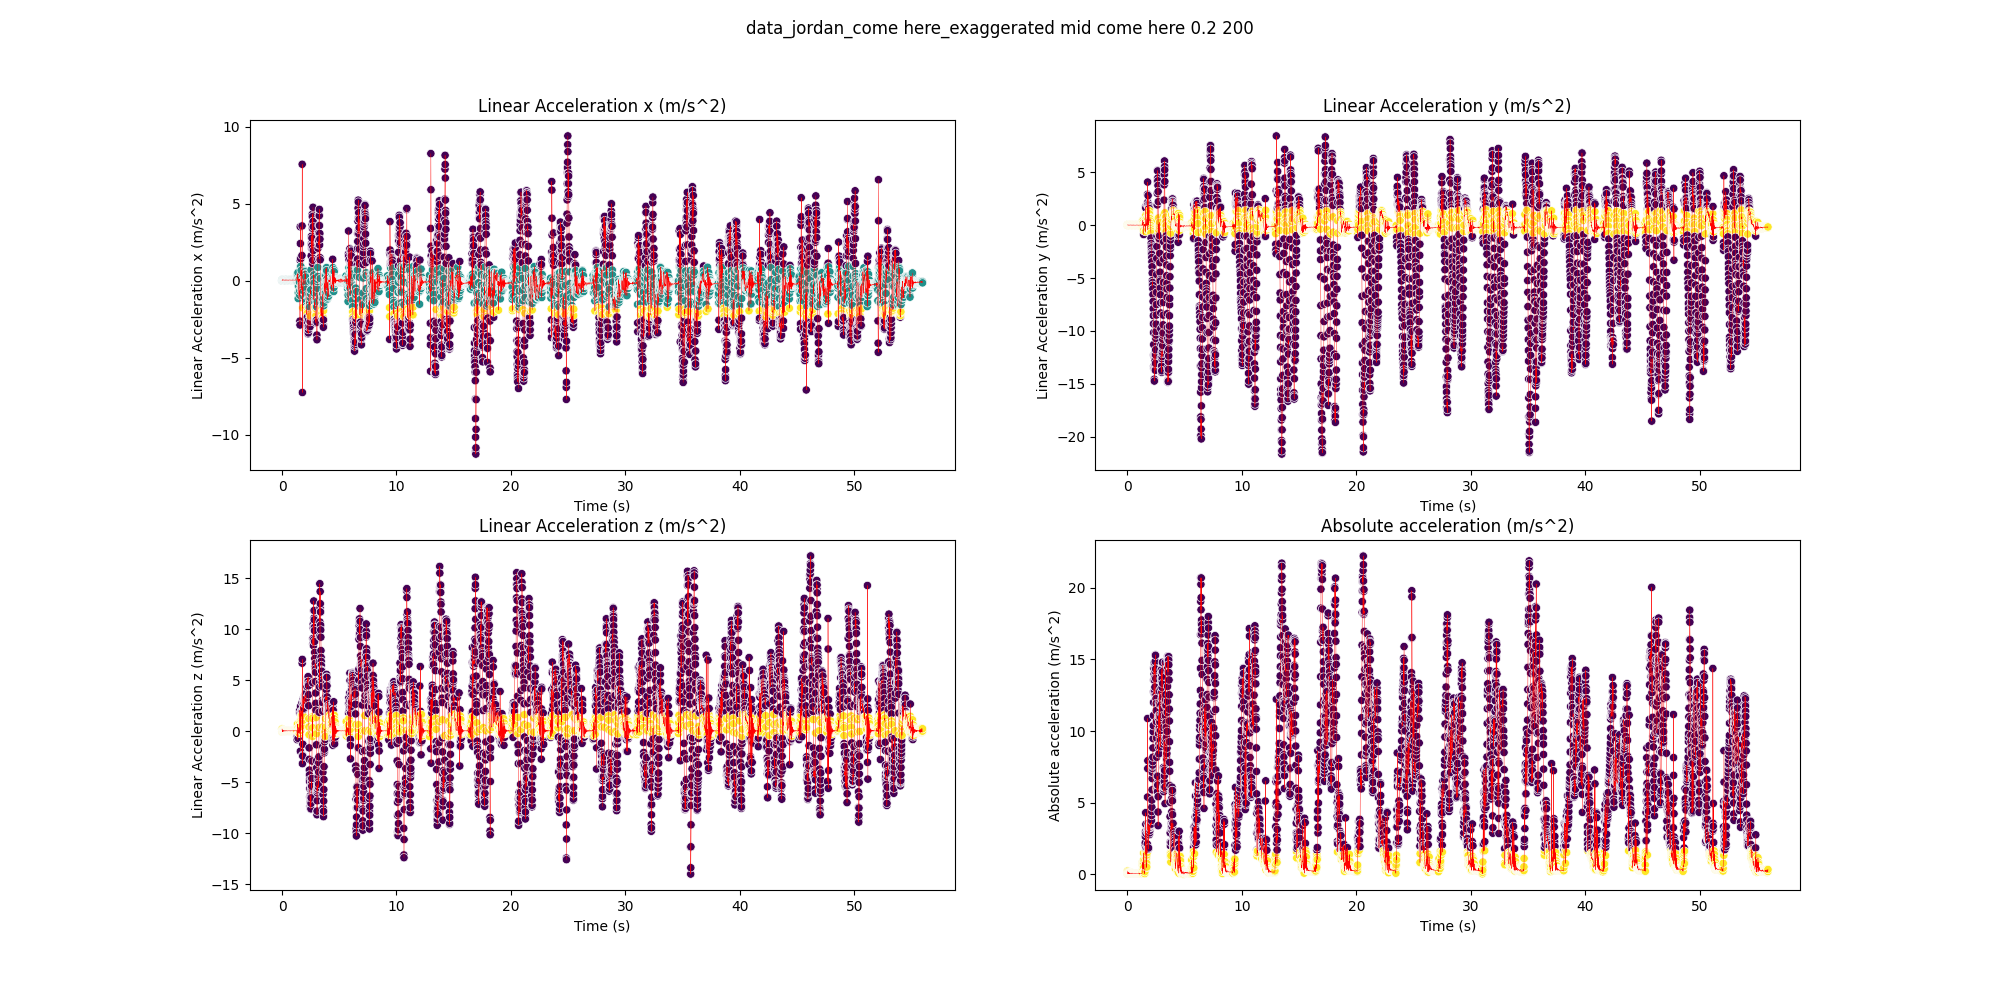 data_jordan_come here_exaggerated mid come here 0.2 200
Linear Acceleration x (m/s^2)
Linear Acceleration x (m/s^2)
10
5
0
−5
−10
0 10 20 30 40 50
Time (s)
Linear Acceleration y (m/s^2)
Linear Acceleration y (m/s^2)
5
0
−5
−10
−15
−20
0 10 20 30 40 50
Time (s)
Linear Acceleration z (m/s^2)
Linear Acceleration z (m/s^2)
15
10
5
0
−5
−10
−15
0 10 20 30 40 50
Time (s)
Absolute acceleration (m/s^2)
Absolute acceleration (m/s^2)
20
15
10
5
0
0 10 20 30 40 50
Time (s)